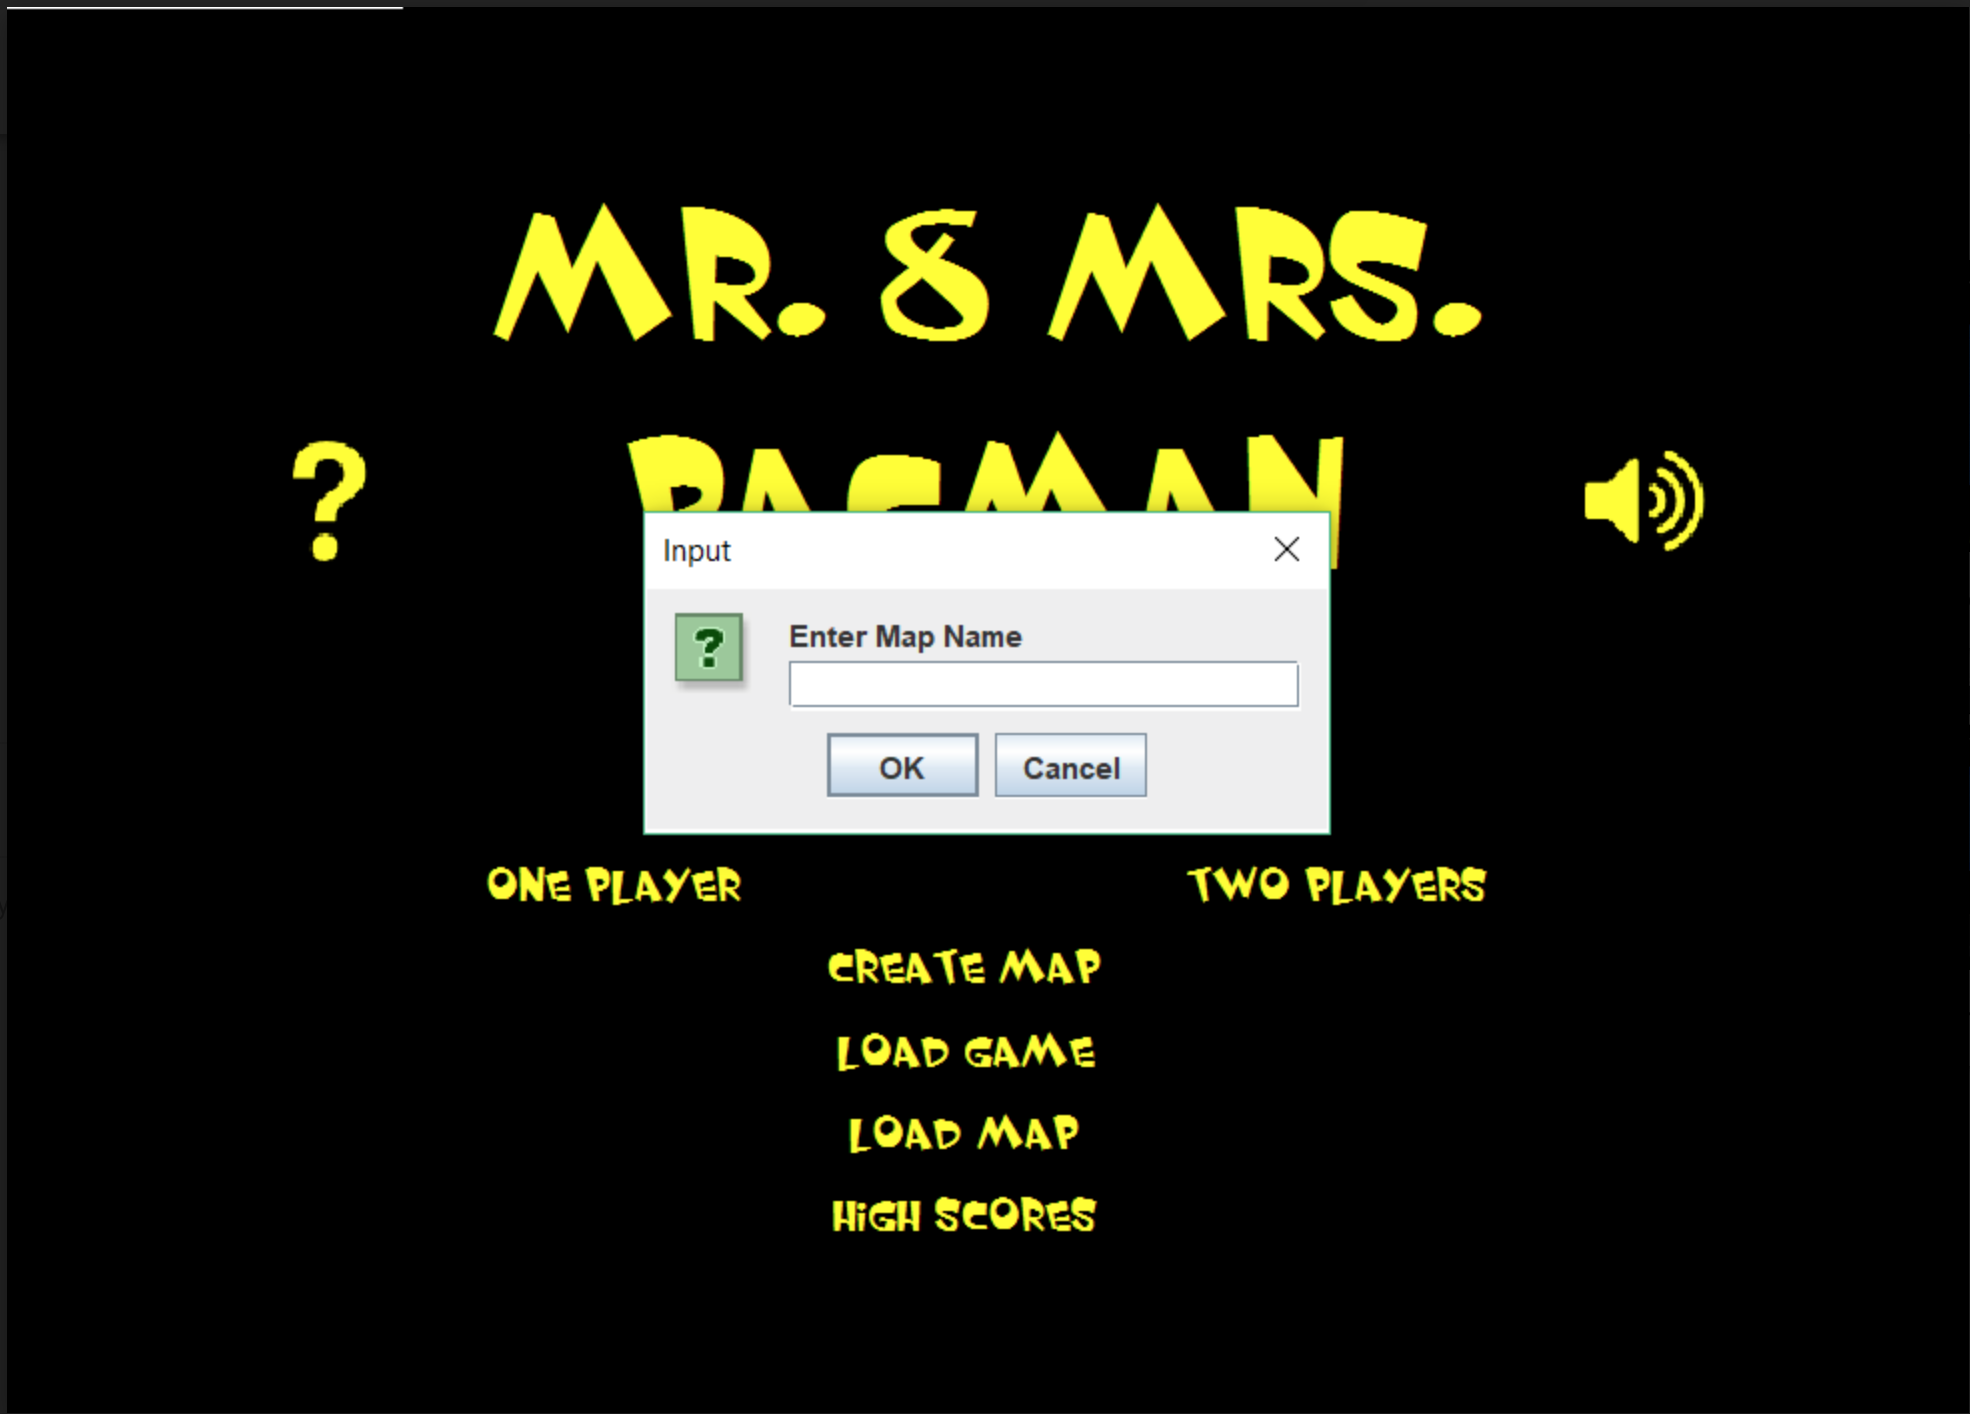 MR. & MRS.
?
PACMAN
Input
?
Enter Map Name
OK
Cancel
ONE PLAYER
TWO PLAYERS
CREATE MAP
LOAD GAME
LOAD MAP
HiGH SCORES